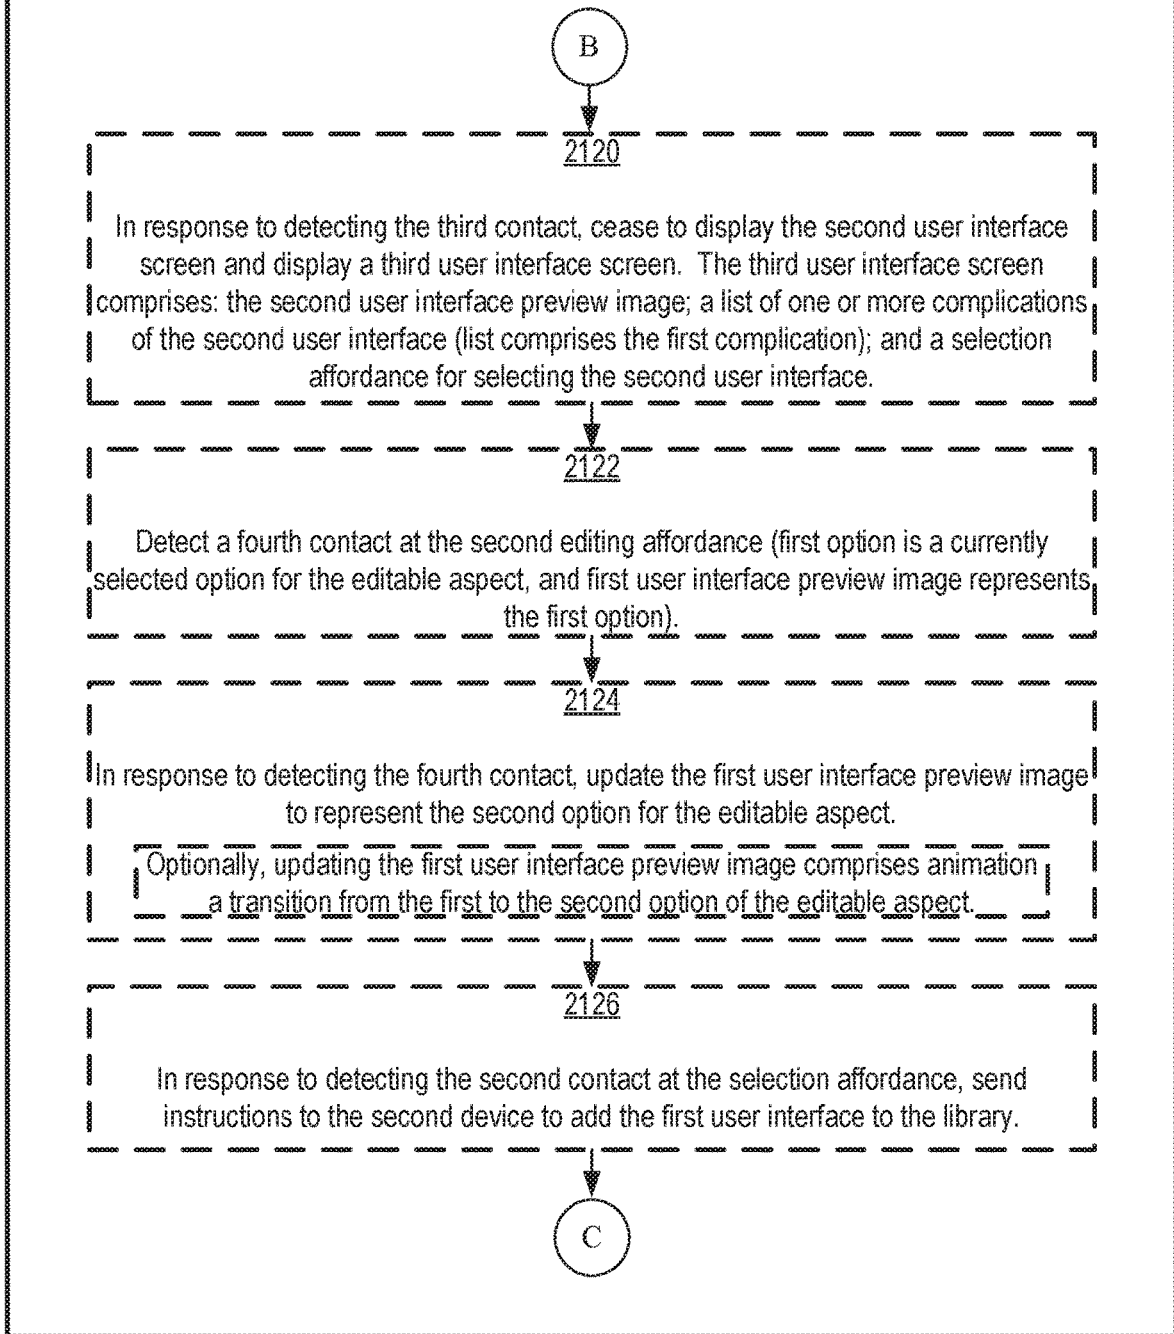 B
2120
In response to detecting the third contact, cease to display the second user interface
screen and display a third user interface screen. The third user interface screen
comprises: the second user interface preview image; a list of one or more complications
of the second user interface (list comprises the first complication); and a selection
affordance for selecting the second user interface.
2122
Detect a fourth contact at the second editing affordance (first option is a currently
selected option for the editable aspect, and first user interface preview image represents
the first option).
2124
In response to detecting the fourth contact, update the first user interface preview image
to represent the second option for the editable aspect.
Optionally, updating the first user interface preview image comprises animation
a transition from the first to the second option of the editable aspect.
2126
In response to detecting the second contact at the selection affordance, send
instructions to the second device to add the first user interface to the library.
C